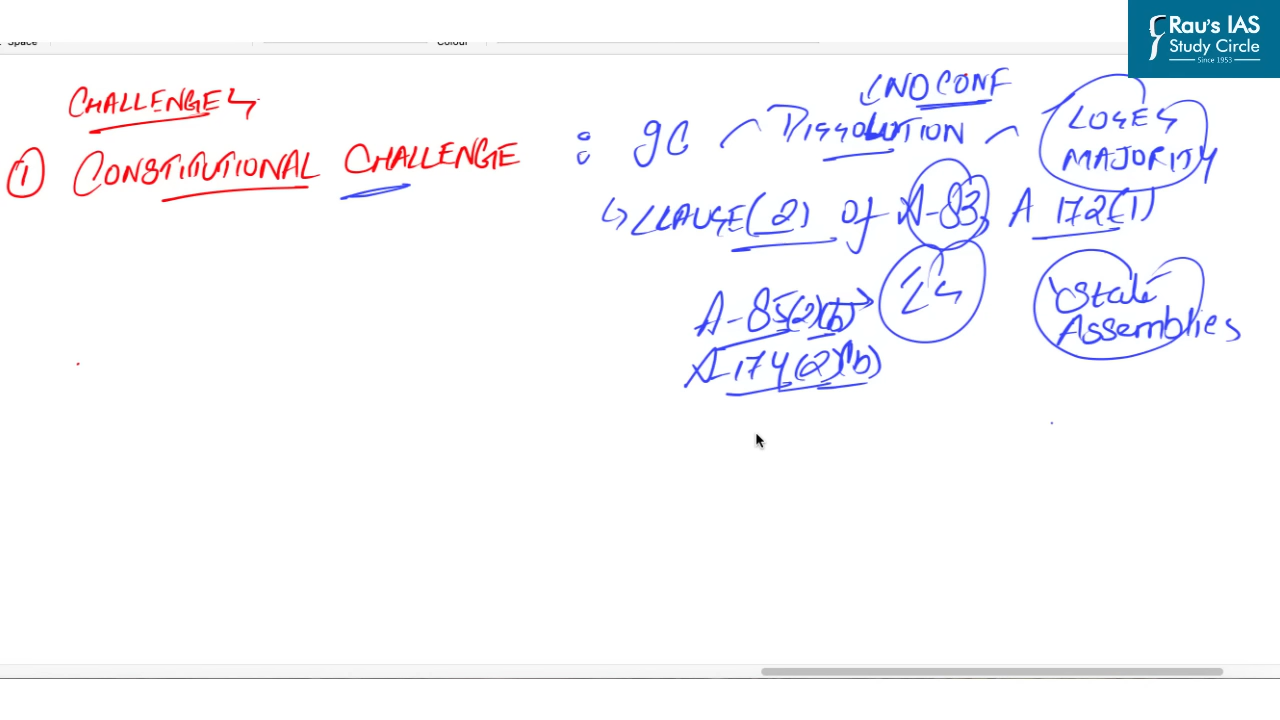 Space Colour
Rau's IAS
Study Circle
Since 1953
CHALLENGES
① CONSTITUTIONAL CHALLENGE :
NO CONF
DISSOLUTION
LOSES
MAJORITY
↳ CLAUSE (2) of A-83, A 172(1)
A-85(2)(b) → LS
A-174(2)(b)
State
Assemblies